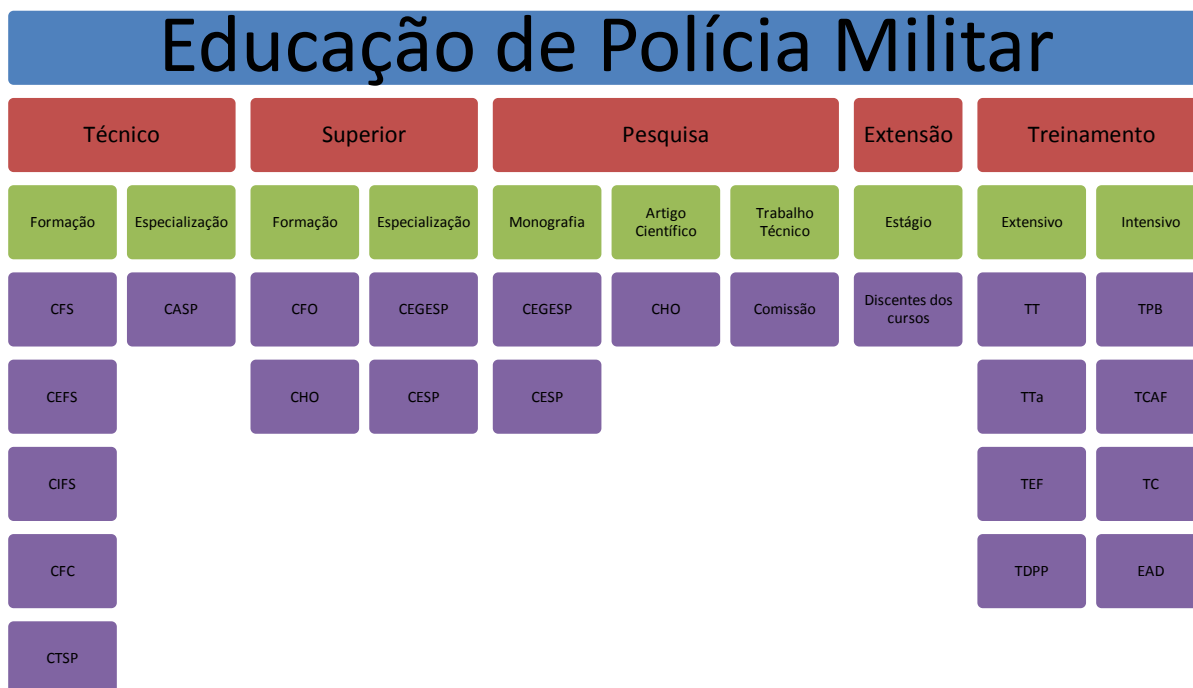 Educação de Polícia Militar
Técnico
Superior
Pesquisa
Extensão
Treinamento
Formação
Especialização
Formação
Especialização
Monografia
Artigo
Científico
Trabalho
Técnico
Estágio
Extensivo
Intensivo
CFS
CASP
CFO
CEGESP
CEGESP
CHO
Comissão
Discentes dos
cursos
TT
TPB
CEFS
CHO
CESP
CESP
TTa
TCAF
CIFS
TEF
TC
CFC
TDPP
EAD
CTSP